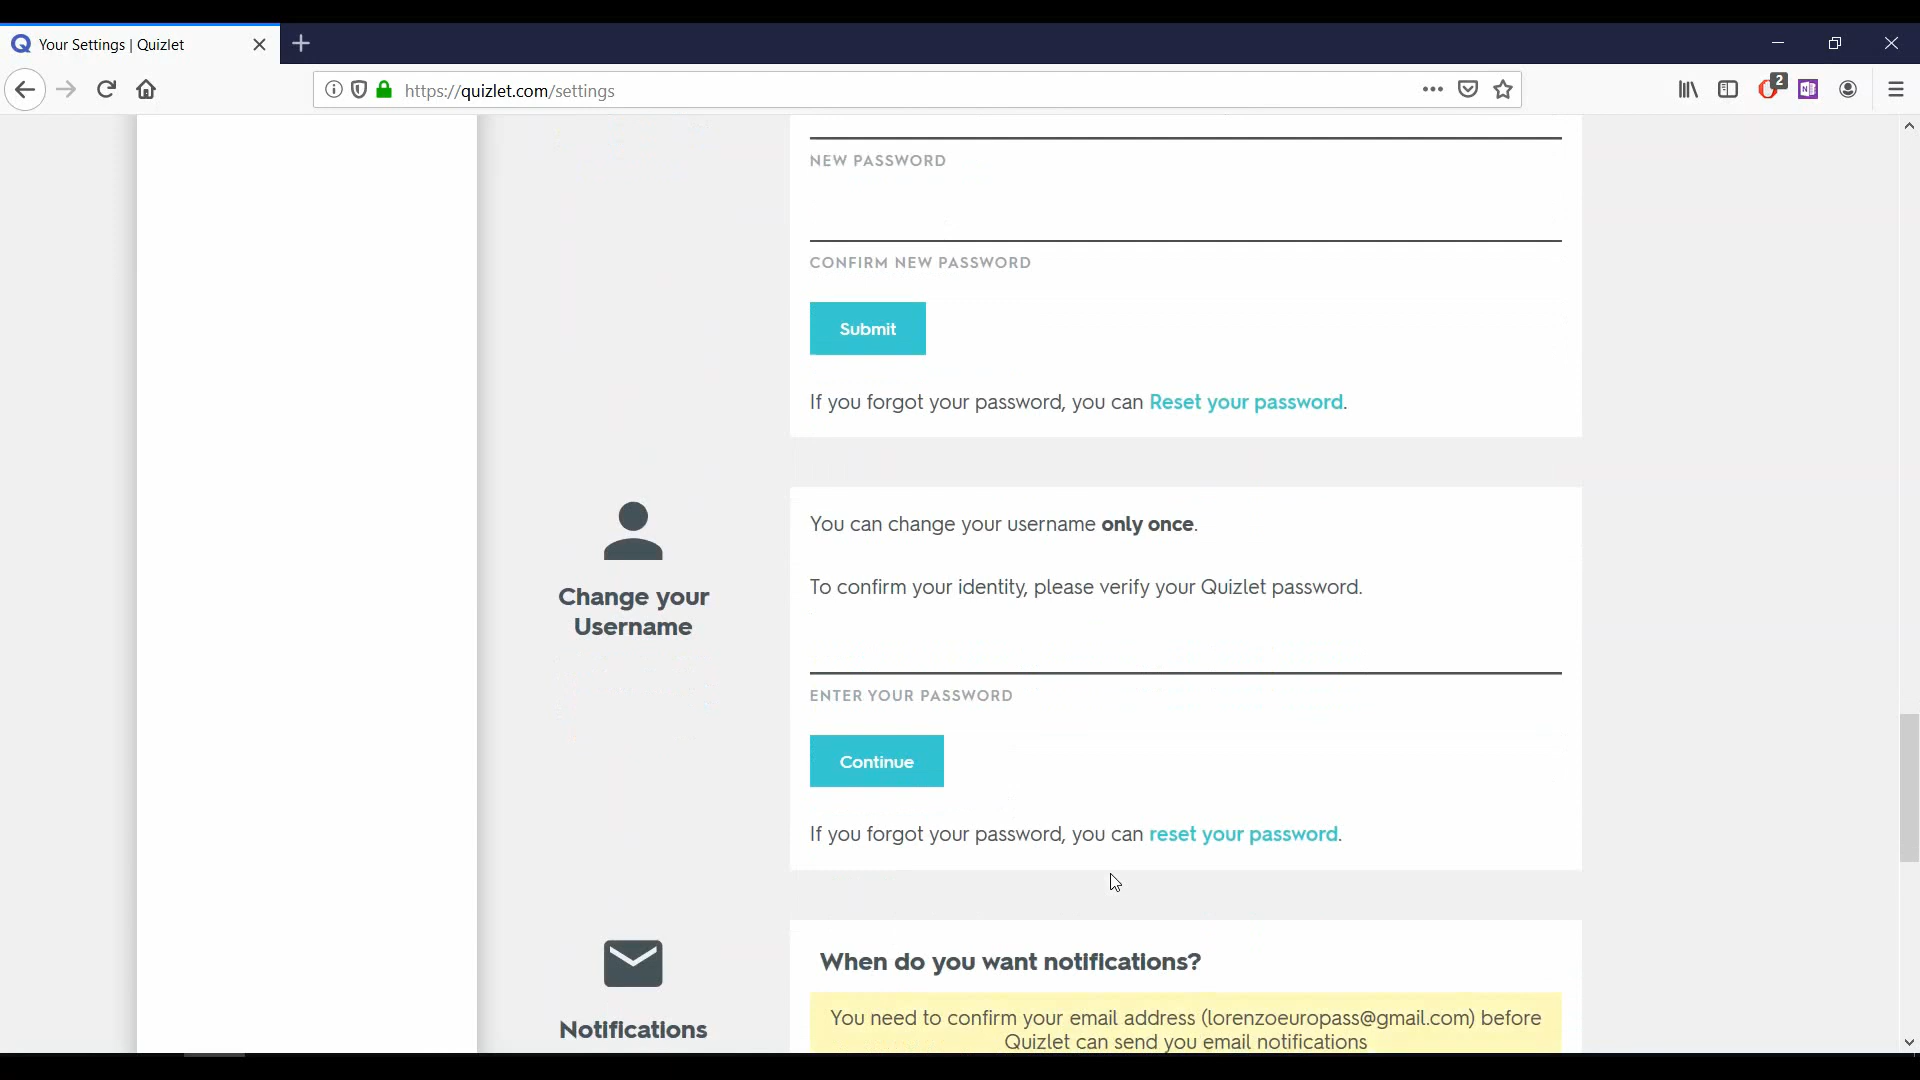 Your Settings | Quizlet
https://quizlet.com/settings
2
N
NEW PASSWORD
CONFIRM NEW PASSWORD
Submit
If you forgot your password, you can Reset your password.
Change your
Username
You can change your username only once.
To confirm your identity, please verify your Quizlet password.
ENTER YOUR PASSWORD
Continue
If you forgot your password, you can reset your password.
Notifications
When do you want notifications?
You need to confirm your email address (lorenzoeuropass@gmail.com) before
Quizlet can send you email notifications